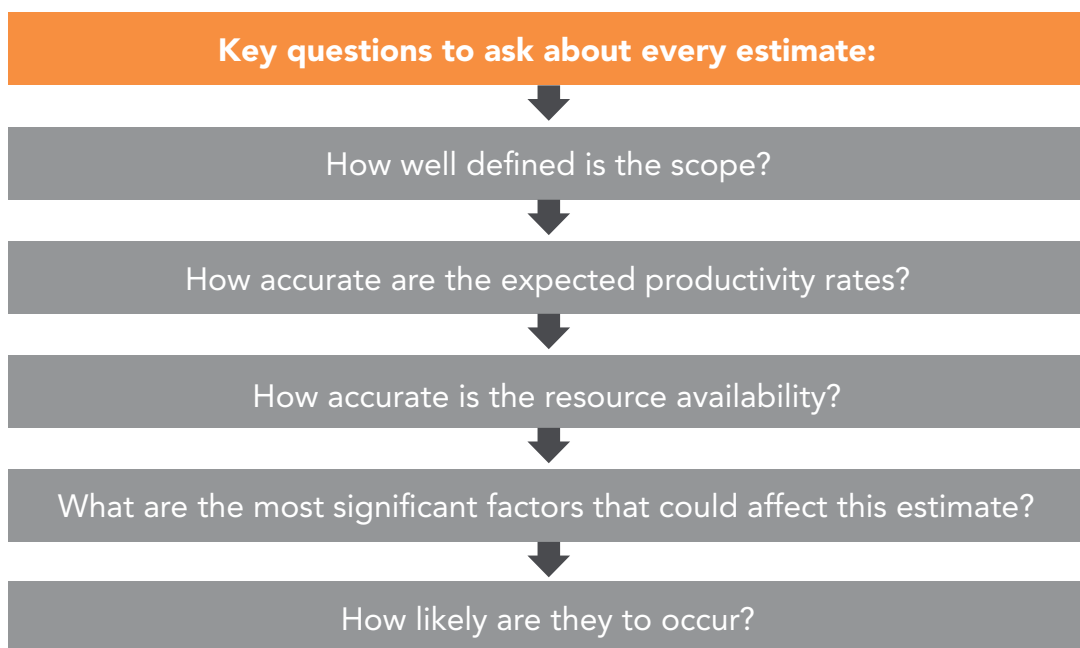 Key questions to ask about every estimate:
How well defined is the scope?
How accurate are the expected productivity rates?
How accurate is the resource availability?
What are the most significant factors that could affect this estimate?
How likely are they to occur?